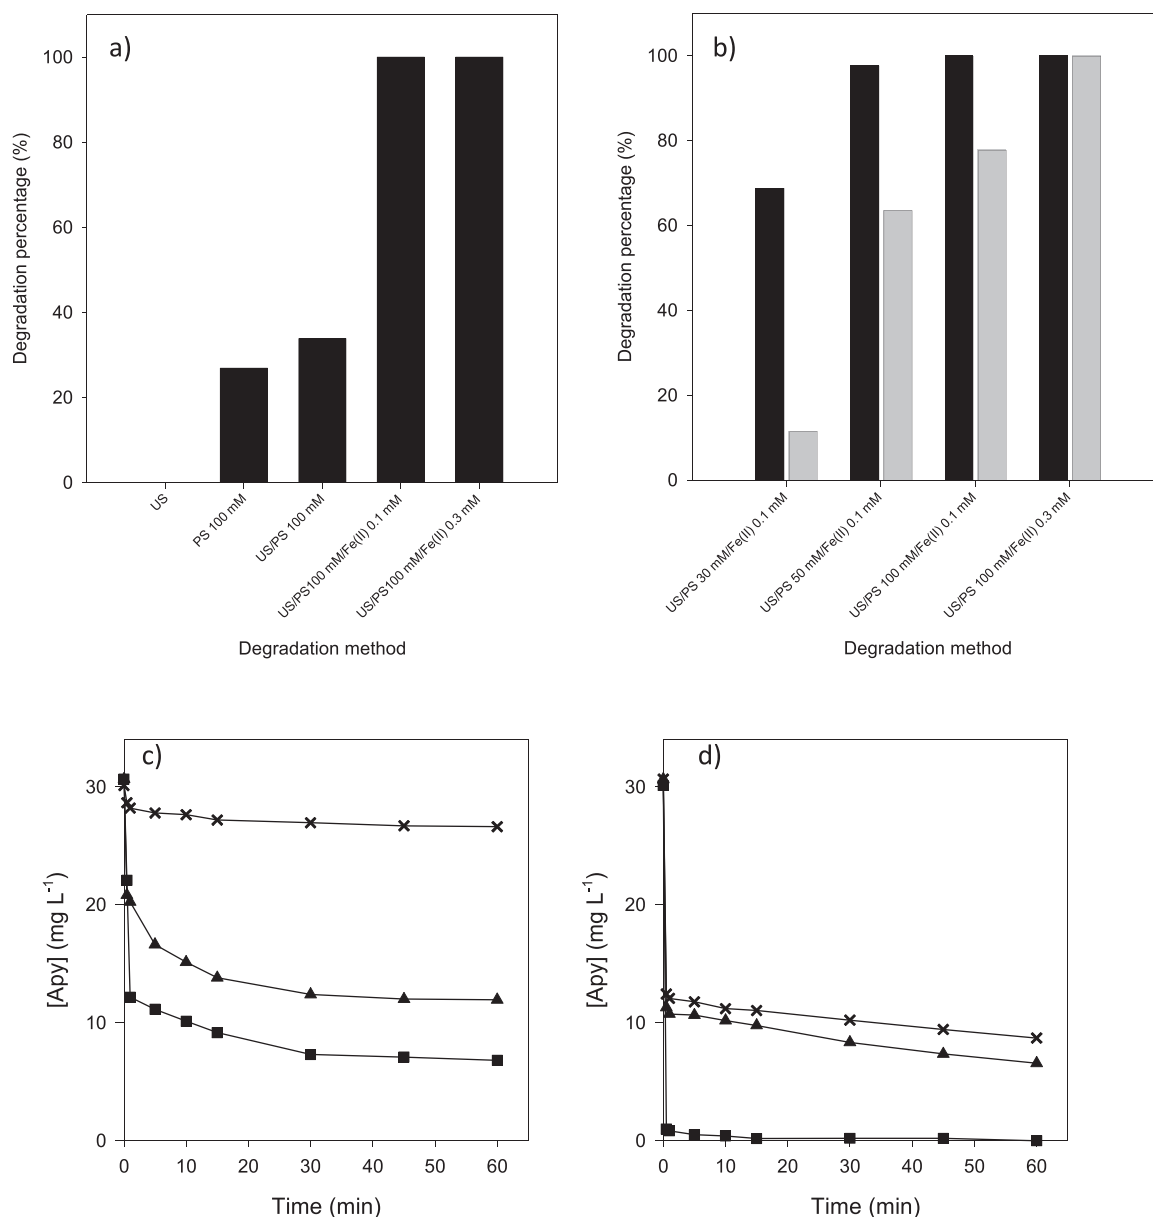 a)
Degradation percentage (%)
100
80
60
40
20
0
US
PS 100 mM
US/PS 100 mM
US/PS100 mM/Fe(II) 0.1 mM
US/PS100 mM/Fe(II) 0.3 mM
Degradation method
b)
Degradation percentage (%)
100
80
60
40
20
0
US/PS 30 mM/Fe(II) 0.1 mM
US/PS 50 mM/Fe(II) 0.1 mM
US/PS 100 mM/Fe(II) 0.1 mM
US/PS 100 mM/Fe(II) 0.3 mM
Degradation method
c)
[Apy] (mg L-1)
30
20
10
0
0 10 20 30 40 50 60
Time (min)
d)
[Apy] (mg L-1)
30
20
10
0
0 10 20 30 40 50 60
Time (min)